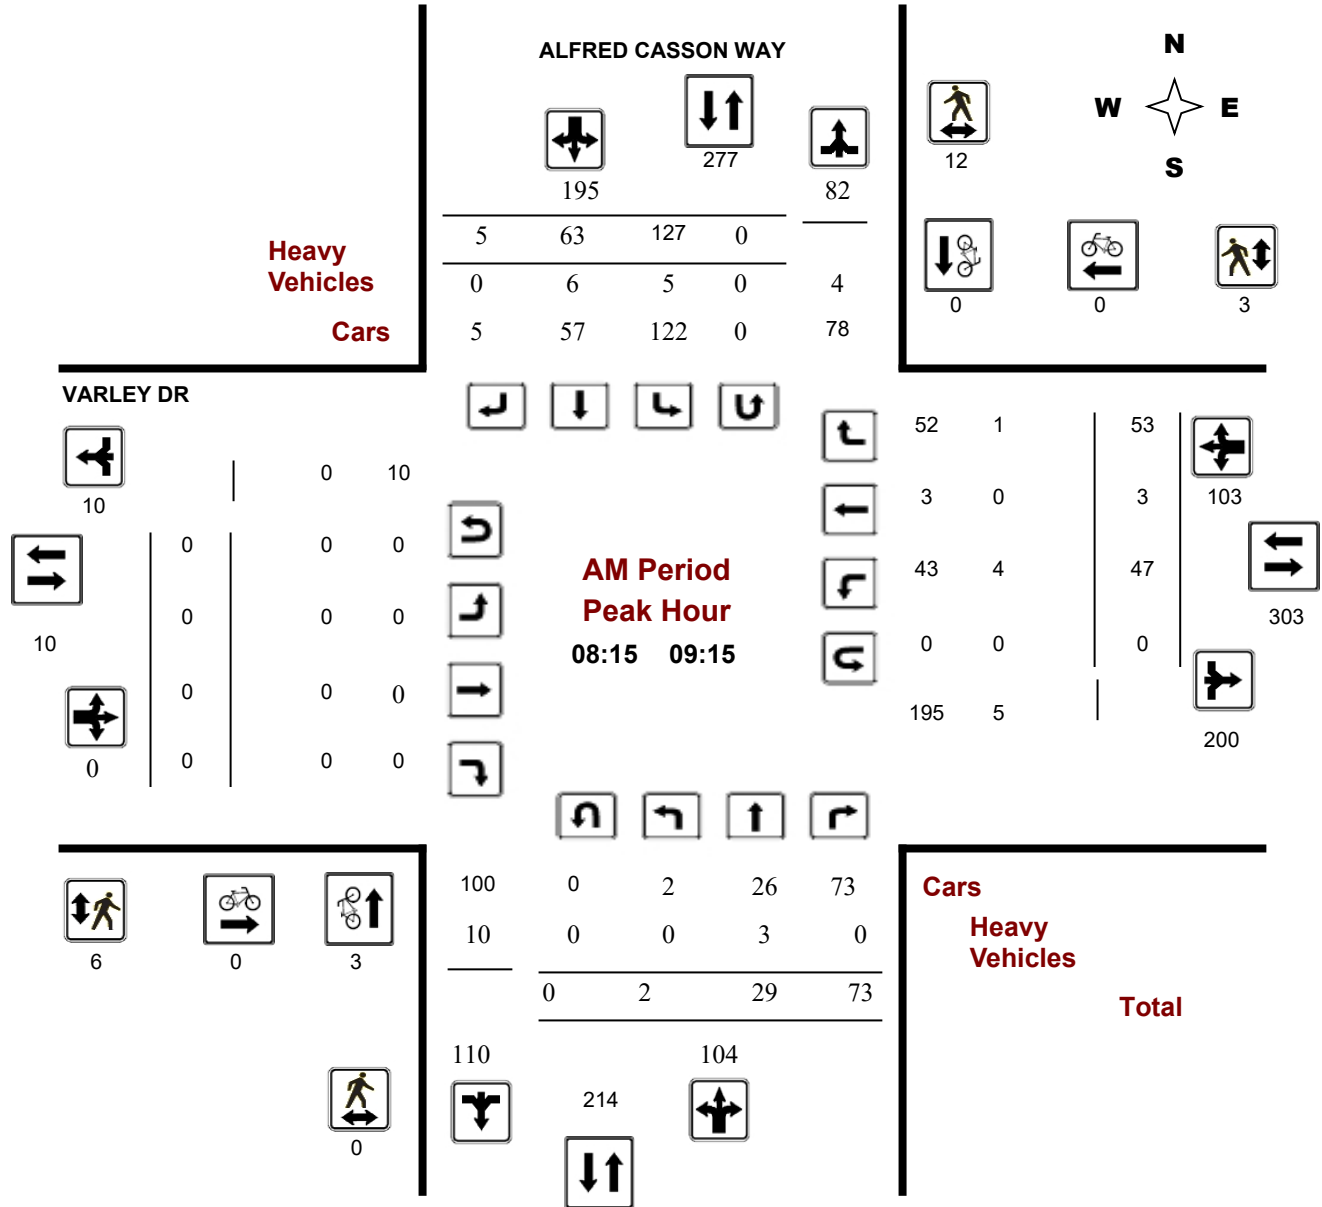 ALFRED CASSON WAY
N
W E
S
277
12
195
82
5 63 127 0
Heavy
Vehicles
0 6 5 0 4
0 0 3
Cars
5 57 122 0 78
VARLEY DR
52 1 53
0 10
10
3 0 3 103
0 0 0
AM Period
43 4 47
Peak Hour
0 0 0
303
10
08:15 09:15
0 0 0
0 0 0
195 5
200
0
0 0 0
100 0 2 26 73
Cars
10 0 0 3 0
Heavy
Vehicles
6 0 3
0 2 29 73
Total
110 104
214
0